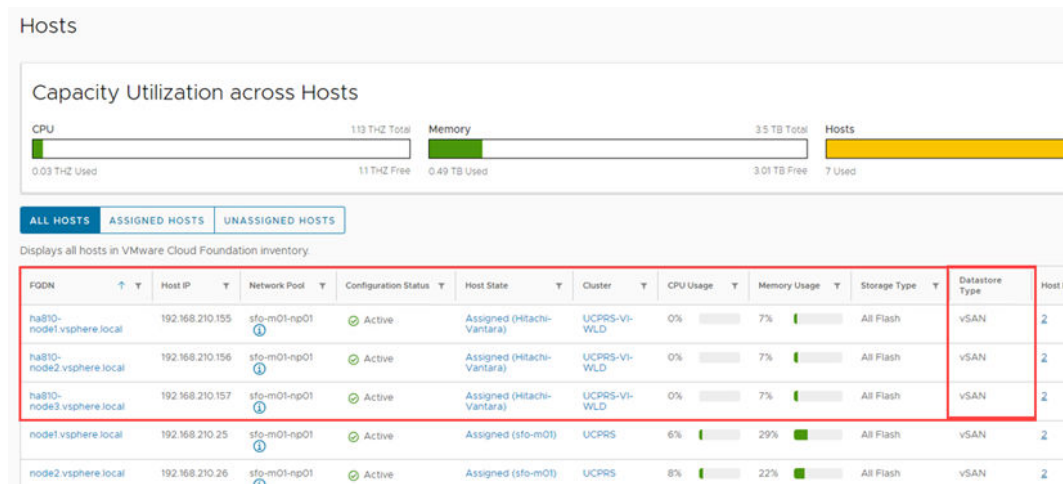 Hosts
Capacity Utilization across Hosts
CPU 1.13 THZ Total Memory 3.5 TB Total Hosts
0.03 THZ Used 1.1 THZ Free 0.49 TB Used 3.01 TB Free 7 Used
ALL HOSTS ASSIGNED HOSTS UNASSIGNED HOSTS
Displays all hosts in VMware Cloud Foundation inventory.
FQDN Host IP Network Pool Configuration Status Host State Cluster CPU Usage Memory Usage Storage Type Datastore Host
Type
ha810- 192.168.210.155 sfo-m01-np01 Active Assigned (Hitachi- UCPRS-VI- 0% 7% All Flash vSAN 2
node1.vsphere.local Vantara) WLD
ha810- 192.168.210.156 sfo-m01-np01 Active Assigned (Hitachi- UCPRS-VI- 0% 7% All Flash vSAN 2
node2.vsphere.local Vantara) WLD
ha810- 192.168.210.157 sfo-m01-np01 Active Assigned (Hitachi- UCPRS-VI- 0% 7% All Flash vSAN 2
node3.vsphere.local Vantara) WLD
node1.vsphere.local 192.168.210.25 sfo-m01-np01 Active Assigned (sfo-m01) UCPRS 6% 29% All Flash vSAN 2
node2.vsphere.local 192.168.210.26 sfo-m01-np01 Active Assigned (sfo-m01) UCPRS 8% 22% All Flash vSAN 2